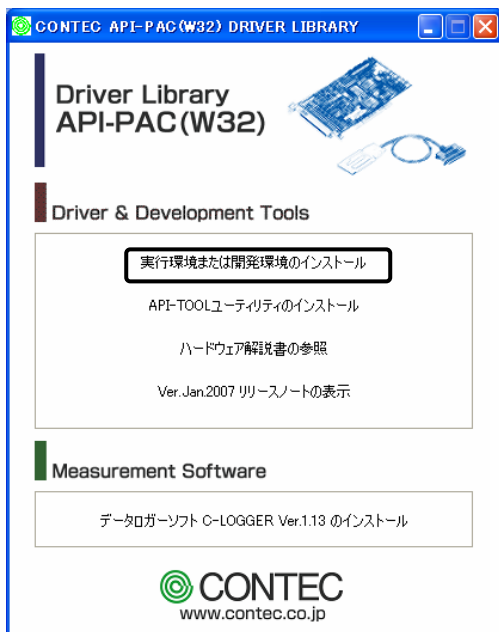 CONTEC API-PAC(W32) DRIVER LIBRARY
Driver Library
API-PAC(W32)
Driver & Development Tools
実行環境または開発環境のインストール
API-TOOLユーティリティのインストール
ハードウェア解説書の参照
Ver.Jan.2007 リリースノートの表示
Measurement Software
データロガーソフト C-LOGGER Ver.1.13 のインストール
CONTEC
www.contec.co.jp